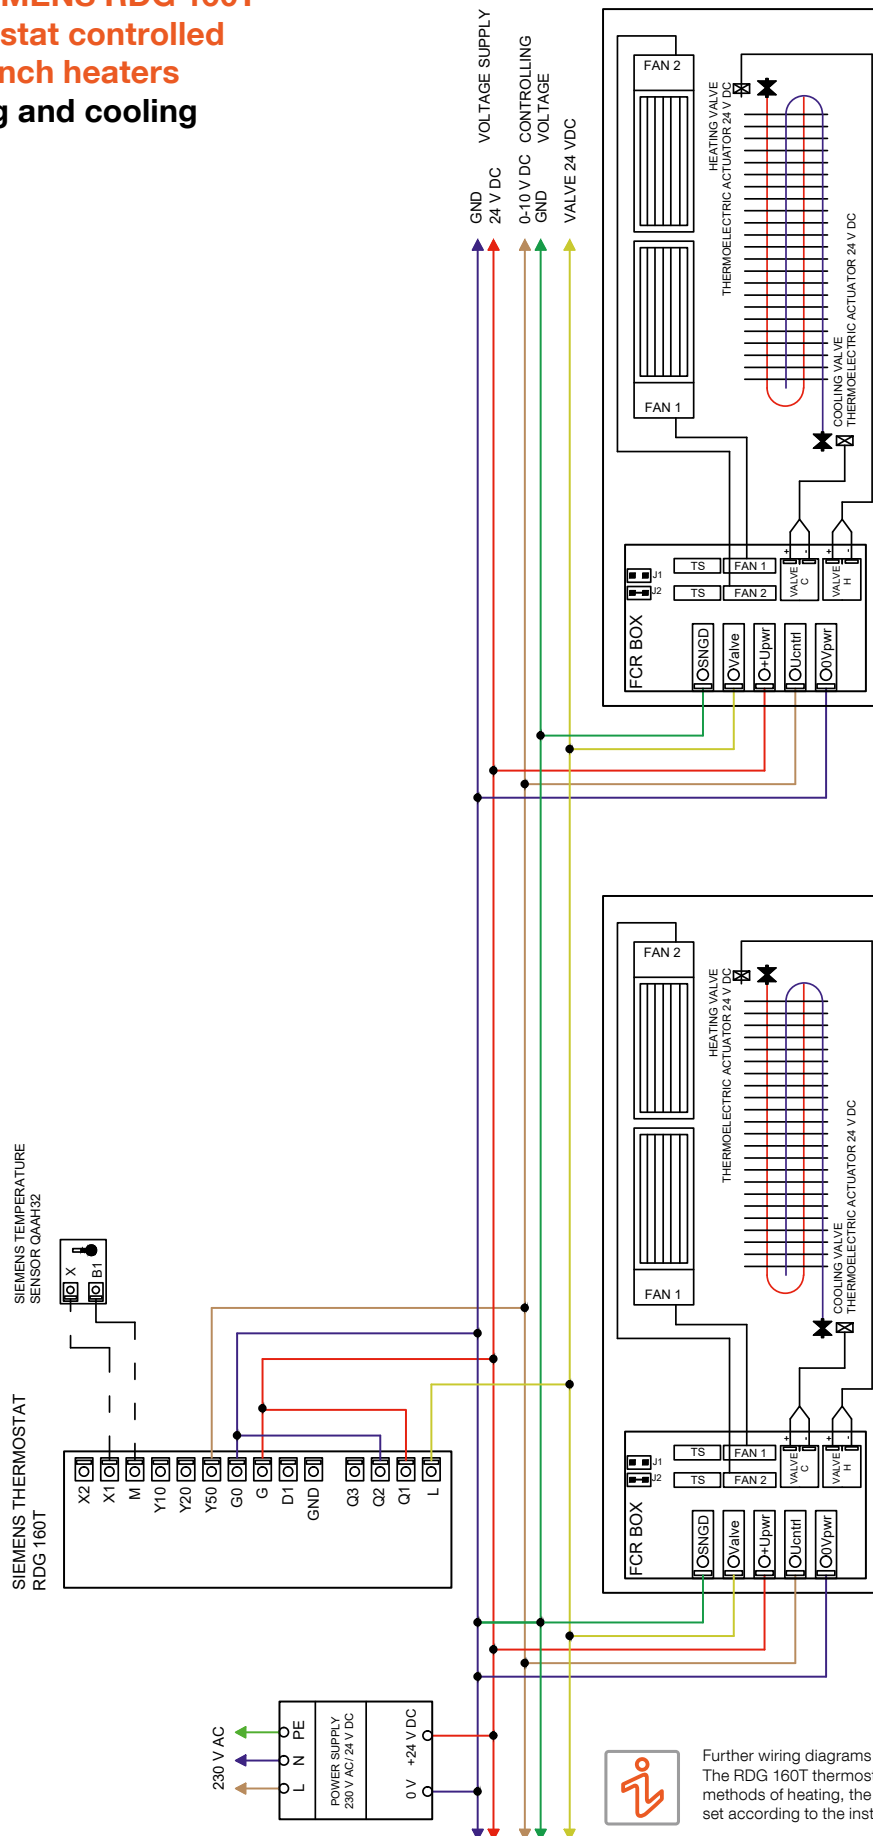 EMENS RDG 160T
stat controlled
nch heaters
g and cooling
GND
24 V DC
VOLTAGE SUPPLY
0-10 V DC CONTROLLING
GND VOLTAGE
VALVE 24 VDC
FAN 2
FAN 1
HEATING VALVE
THERMOELECTRIC ACTUATOR 24 V DC
COOLING VALVE
THERMOELECTRIC ACTUATOR 24 V DC
FCR BOX
J1
J2
TS
FAN 1
TS
FAN 2
VALVE
C
+
-
VALVE
H
+
-
SNGD
Valve
+Upwr
Ucntrl
0Vpwr
FAN 2
FAN 1
HEATING VALVE
THERMOELECTRIC ACTUATOR 24 V DC
COOLING VALVE
THERMOELECTRIC ACTUATOR 24 V DC
FCR BOX
J1
J2
TS
FAN 1
TS
FAN 2
VALVE
C
+
-
VALVE
H
+
-
SNGD
Valve
+Upwr
Ucntrl
0Vpwr
SIEMENS TEMPERATURE
SENSOR QAAH32
X
B1
SIEMENS THERMOSTAT
RDG 160T
X2
X1
M
Y10
Y20
Y50
G0
G
D1
GND
Q3
Q2
Q1
L
230 V AC
PE
N
L
POWER SUPPLY
230 V AC/ 24 V DC
+24 V DC
0 V
i
Further wiring diagrams
The RDG 160T thermost
methods of heating, the
set according to the inst